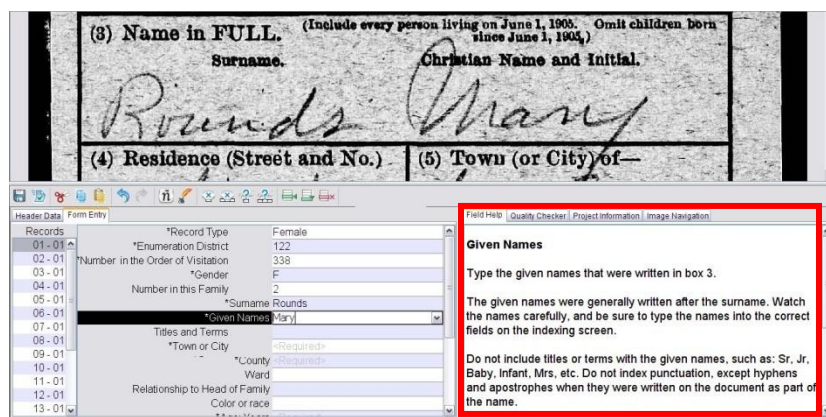 (3) Name in FULL. (Include every person living on June 1, 1905. Omit children born
since June 1, 1905.)
Surname. Christian Name and Initial.
Rounds Mary
(4) Residence (Street and No.) (5) Town (or City) of—
Header Data Form Entry
Records
01 - 01
02 - 01
03 - 01
04 - 01
05 - 01
06 - 01
07 - 01
08 - 01
09 - 01
10 - 01
11 - 01
12 - 01
13 - 01
*Record Type Female
*Enumeration District 122
*Number in the Order of Visitation 338
*Gender F
Number in this Family 2
*Surname Rounds
*Given Names Mary
Titles and Terms
*Town or City <Required>
*County <Required>
Ward
Relationship to Head of Family
Color or race
Field Help Quality Checker Project Information Image Navigation
Given Names
Type the given names that were written in box 3.
The given names were generally written after the surname. Watch
the names carefully, and be sure to type the names into the correct
fields on the indexing screen.
Do not include titles or terms with the given names, such as: Sr, Jr,
Baby, Infant, Mrs, etc. Do not index punctuation, except hyphens
and apostrophes when they were written on the document as part of
the name.